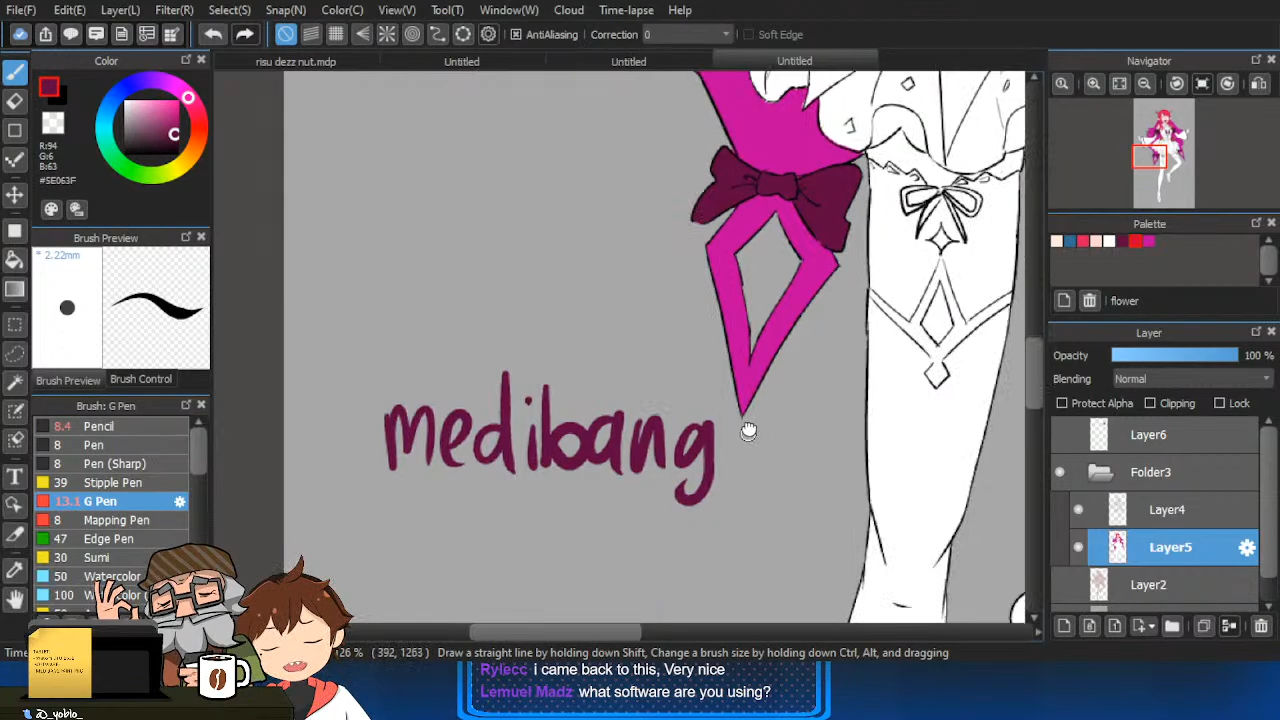 File(F) Edit(E) Layer(L) Filter(R) Select(S) Snap(N) Color(C) View(V) Tool(T) Window(W) Cloud Time-lapse Help
AntiAliasing Correction 0 Soft Edge
risu dezz nut.mdp Untitled Untitled Untitled
Color
R:94
G:6
B:63
#5E063F
Brush Preview
2.22mm
Brush Preview Brush Control
Brush: G Pen
8.4 Pencil
8 Pen
8 Pen (Sharp)
39 Stipple Pen
13.1 G Pen
8 Mapping Pen
47 Edge Pen
30 Sumi
50 Watercolor
100 Watercolor
medibang
Navigator
Palette
flower
Layer
Opacity 100 %
Blending Normal
Protect Alpha Clipping Lock
Layer6
Folder3
Layer4
Layer5
Layer2
26 % (392, 1263) Draw a straight line by holding down Shift, Change a brush size by holding down Ctrl, Alt, and dragging
Rylecc i came back to this, Very nice
Lemuel Madz what software are you using?
@_yoblo_